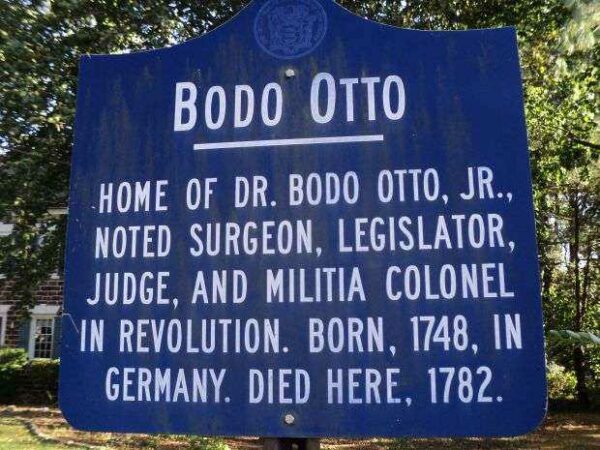 BODO OTTO
HOME OF DR. BODO OTTO, JR.,
NOTED SURGEON, LEGISLATOR,
JUDGE, AND MILITIA COLONEL
IN REVOLUTION. BORN, 1748, IN
GERMANY. DIED HERE, 1782.